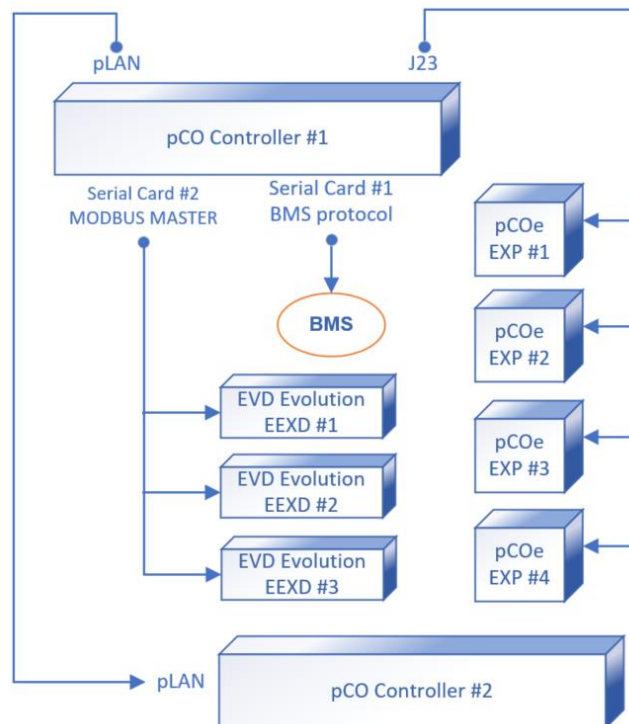 pLAN
J23
pCO Controller #1
Serial Card #2
MODBUS MASTER
Serial Card #1
BMS protocol
pCOe
EXP #1
BMS
pCOe
EXP #2
EVD Evolution
EEXD #1
pCOe
EXP #3
EVD Evolution
EEXD #2
pCOe
EXP #4
EVD Evolution
EEXD #3
pLAN
pCO Controller #2